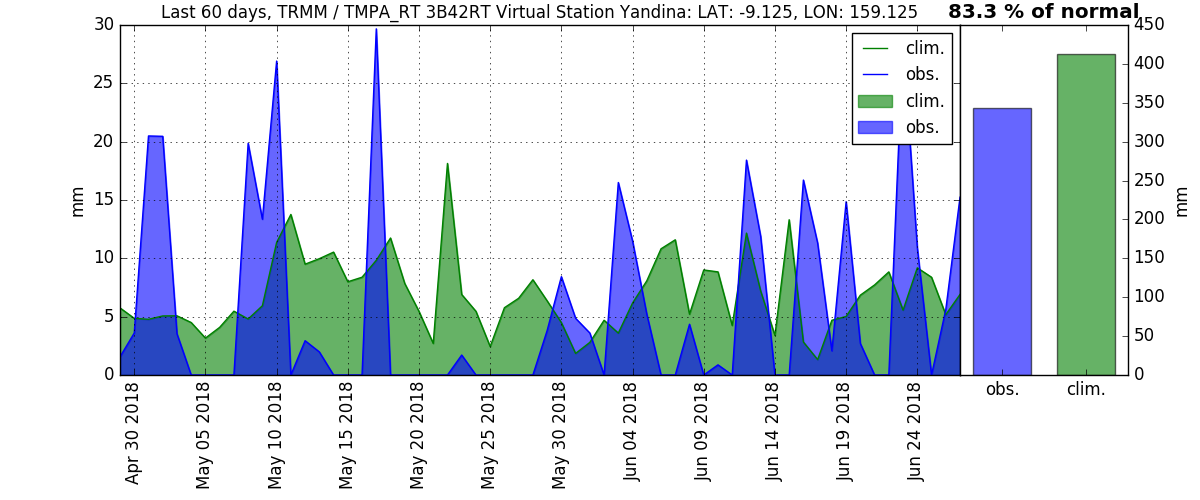 Last 60 days, TRMM / TMPA_RT 3B42RT Virtual Station Yandina: LAT: -9.125, LON: 159.125
83.3 % of normal
30
25
20
15
10
5
0
mm
clim.
obs.
clim.
obs.
450
400
350
300
250
200
150
100
50
0
mm
obs.
clim.
Apr 30 2018
May 05 2018
May 10 2018
May 15 2018
May 20 2018
May 25 2018
May 30 2018
Jun 04 2018
Jun 09 2018
Jun 14 2018
Jun 19 2018
Jun 24 2018